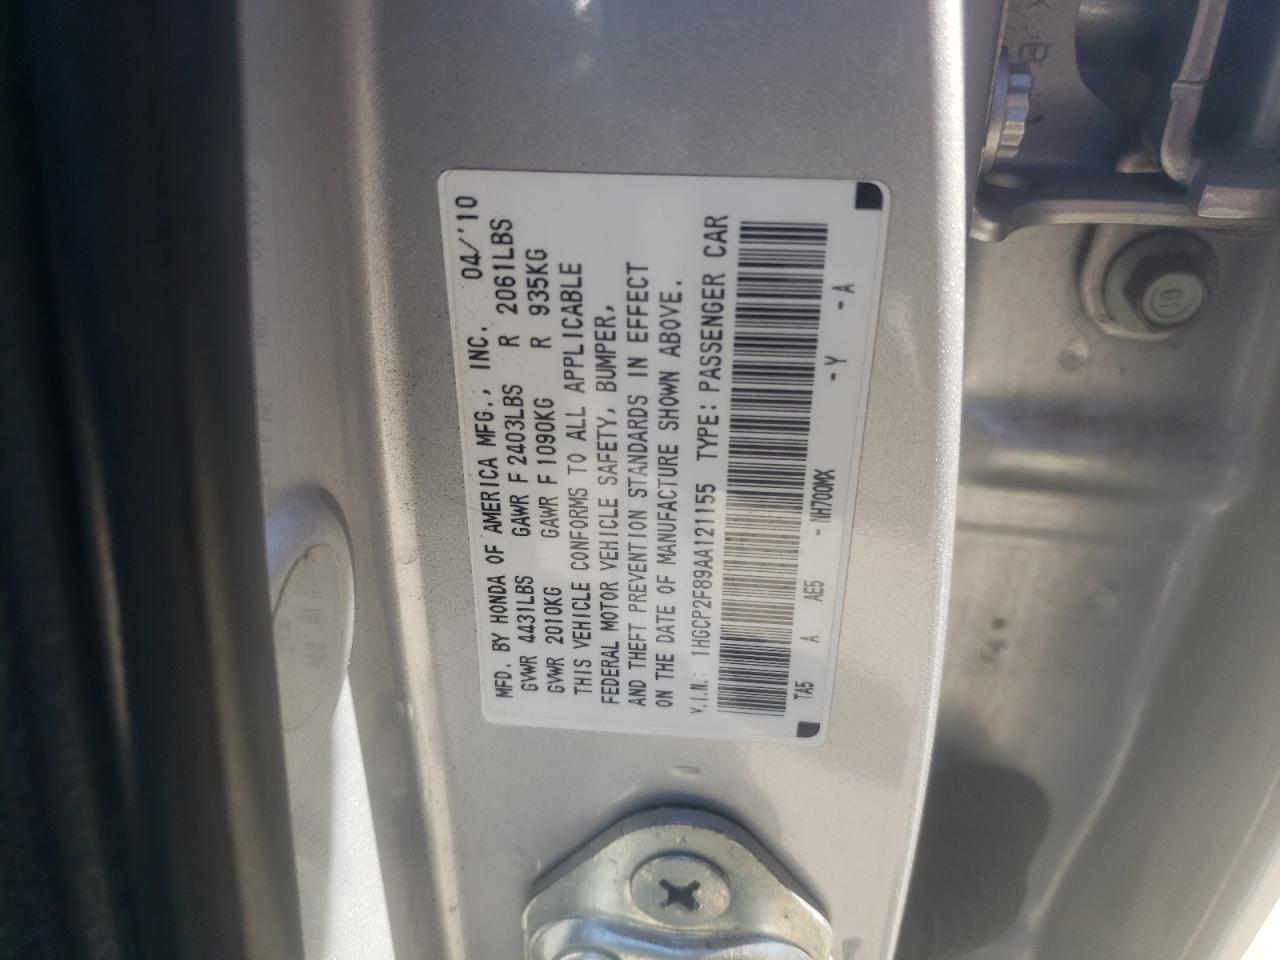 MFD. BY HONDA OF AMERICA MFG., INC. 04/'10
GVWR 4431LBS GAWR F 2403LBS R 2061LBS
GVWR 2010KG GAWR F 1090KG R 935KG
THIS VEHICLE CONFORMS TO ALL APPLICABLE
FEDERAL MOTOR VEHICLE SAFETY, BUMPER,
AND THEFT PREVENTION STANDARDS IN EFFECT
ON THE DATE OF MANUFACTURE SHOWN ABOVE.
V.I.N.: 1HGCP2F89AA121155 TYPE: PASSENGER CAR
TA5 A AE5 - NH700MX - Y - A